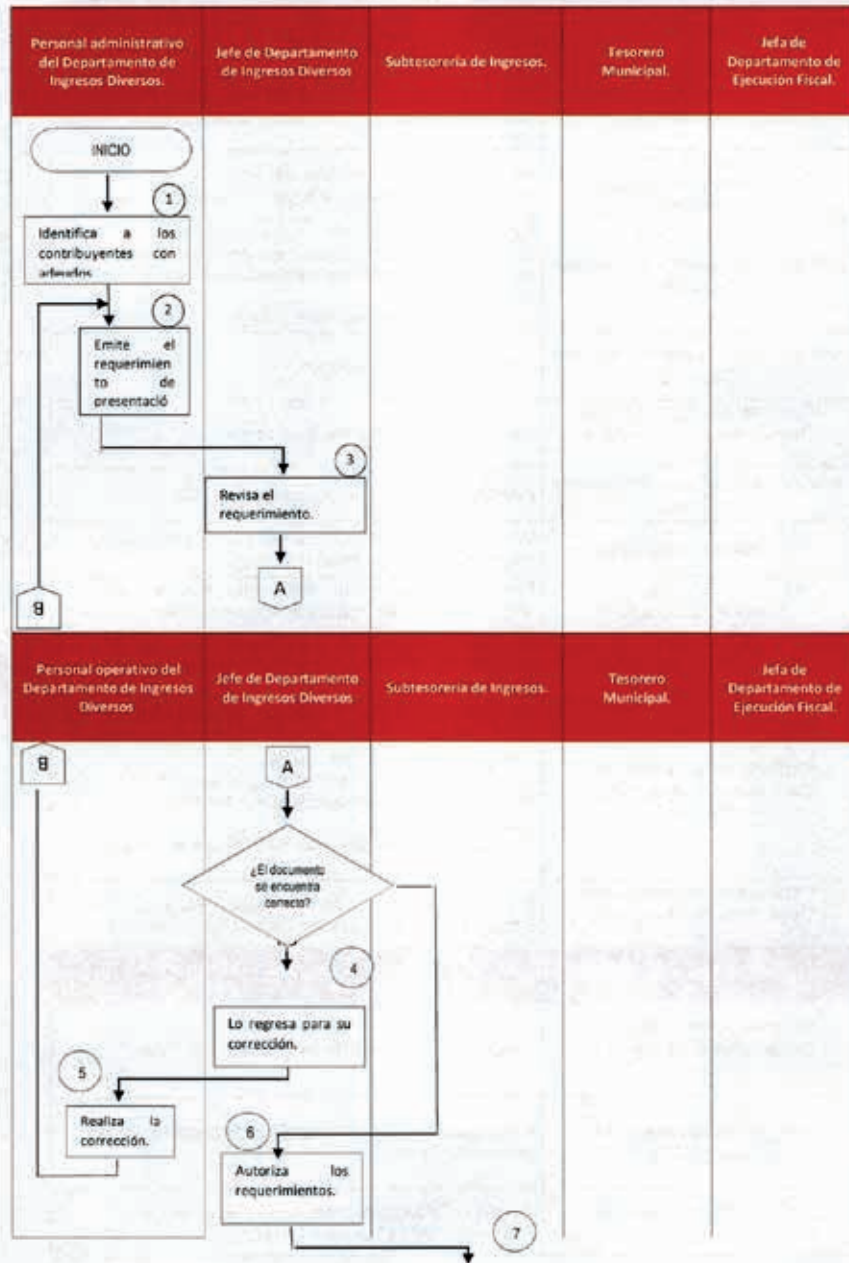 Personal administrativo
del Departamento de
Ingresos Diversos.
Jefe de Departamento
de Ingresos Diversos
Subtesorería de Ingresos.
Tesorero
Municipal.
Jefa de
Departamento de
Ejecución Fiscal.
INICIO
1
Identifica a los
contribuyentes con
adeudos
2
Emite el
requerimien
to de
presentació
3
Revisa el
requerimiento.
A
B
Personal operativo del
Departamento de Ingresos
Diversos
Jefe de Departamento
de Ingresos Diversos
Subtesorería de Ingresos.
Tesorero
Municipal.
Jefa de
Departamento de
Ejecución Fiscal.
B
A
¿El documento
se encuentra
correcto?
4
Lo regresa para su
corrección.
5
Realiza la
corrección.
6
Autoriza los
requerimientos.
7